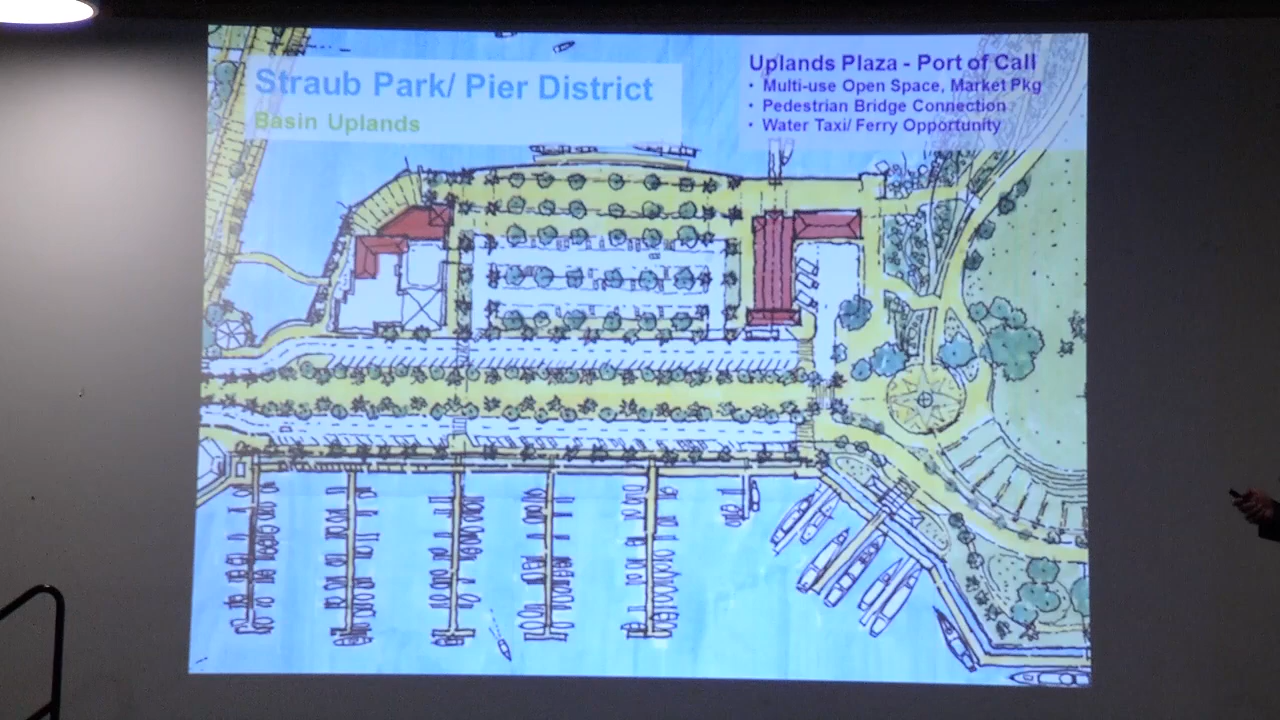 Straub Park/ Pier District
Basin Uplands
Uplands Plaza - Port of Call
• Multi-use Open Space, Market Pkg
• Pedestrian Bridge Connection
• Water Taxi/ Ferry Opportunity